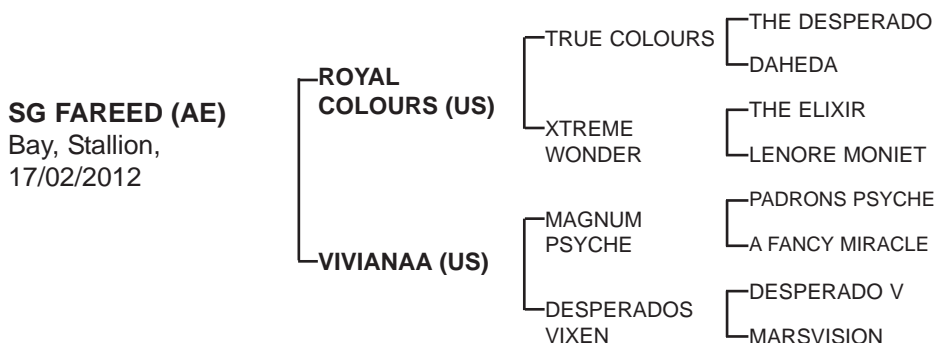 SG FAREED (AE)
Bay, Stallion,
17/02/2012
ROYAL
COLOURS (US)
VIVIANAA (US)
TRUE COLOURS
XTREME
WONDER
MAGNUM
PSYCHE
DESPERADOS
VIXEN
THE DESPERADO
DAHEDA
THE ELIXIR
LENORE MONIET
PADRONS PSYCHE
A FANCY MIRACLE
DESPERADO V
MARSVISION